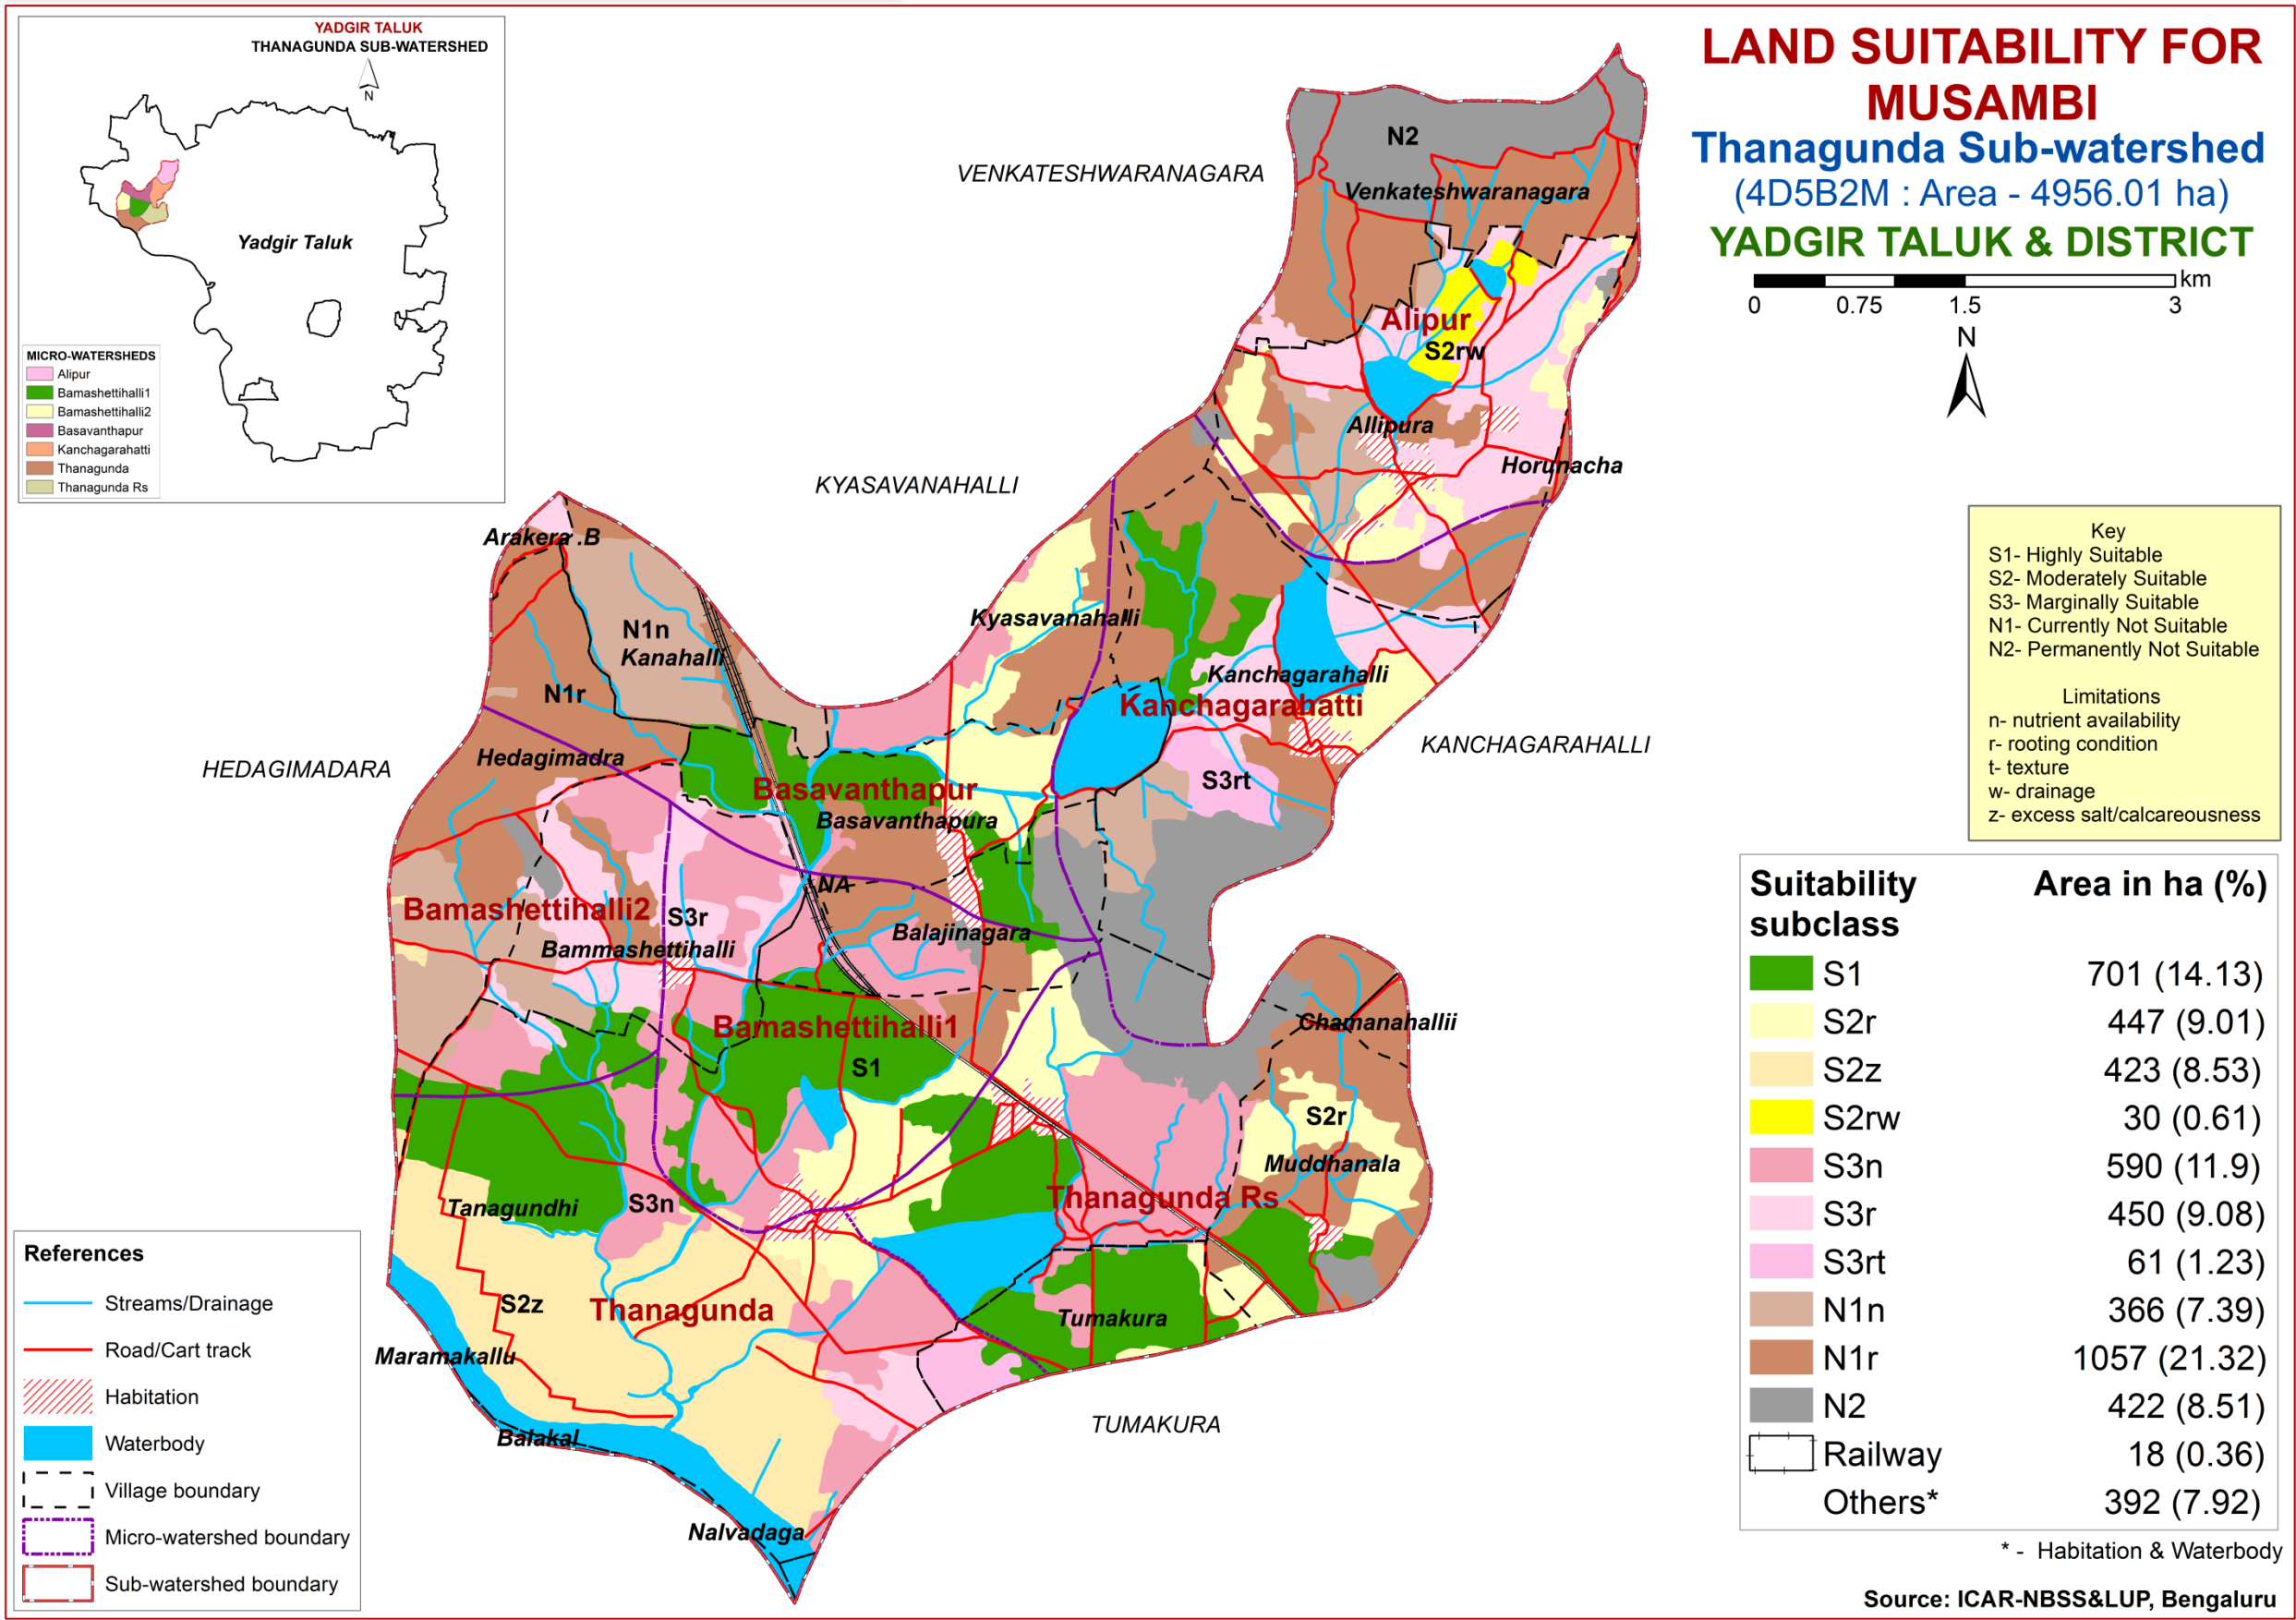 YADGIR TALUK
THANAGUNDA SUB-WATERSHED
N
Yadgir Taluk
MICRO-WATERSHEDS
Alipur
Bamashettihalli1
Bamashettihalli2
Basavanthapur
Kanchagarahatti
Thanagunda
Thanagunda Rs
LAND SUITABILITY FOR
MUSAMBI
Thanagunda Sub-watershed
(4D5B2M : Area - 4956.01 ha)
YADGIR TALUK & DISTRICT
km
0 0.75 1.5 3
N
N2
VENKATESHWARANAGARA
Venkateshwaranagara
Alipur
S2rw
Allipura
Horunacha
KYASAVANAHALLI
Arakera .B
Kyasavanahalli
N1n
Kanahalli
Kanchagarahalli
N1r
Kanchagarahatti
KANCHAGARAHALLI
Hedagimadra
HEDAGIMADARA
S3rt
Basavanthapur
Basavanthapura
NA
Bamashettihalli2
S3r
Balajinagara
Bammashettihalli
Chamanahallii
Bamashettihalli1
S1
S2r
Muddhanala
Thanagunda Rs
Tanagundhi
S3n
S2z
Thanagunda
Tumakura
Maramakallu
TUMAKURA
Balakal
Nalvadaga
Key
S1- Highly Suitable
S2- Moderately Suitable
S3- Marginally Suitable
N1- Currently Not Suitable
N2- Permanently Not Suitable
Limitations
n- nutrient availability
r- rooting condition
t- texture
w- drainage
z- excess salt/calcareousness
Suitability subclass Area in ha (%)
S1 701 (14.13)
S2r 447 (9.01)
S2z 423 (8.53)
S2rw 30 (0.61)
S3n 590 (11.9)
S3r 450 (9.08)
S3rt 61 (1.23)
N1n 366 (7.39)
N1r 1057 (21.32)
N2 422 (8.51)
Railway 18 (0.36)
Others* 392 (7.92)
* - Habitation & Waterbody
Source: ICAR-NBSS&LUP, Bengaluru
References
Streams/Drainage
Road/Cart track
Habitation
Waterbody
Village boundary
Micro-watershed boundary
Sub-watershed boundary